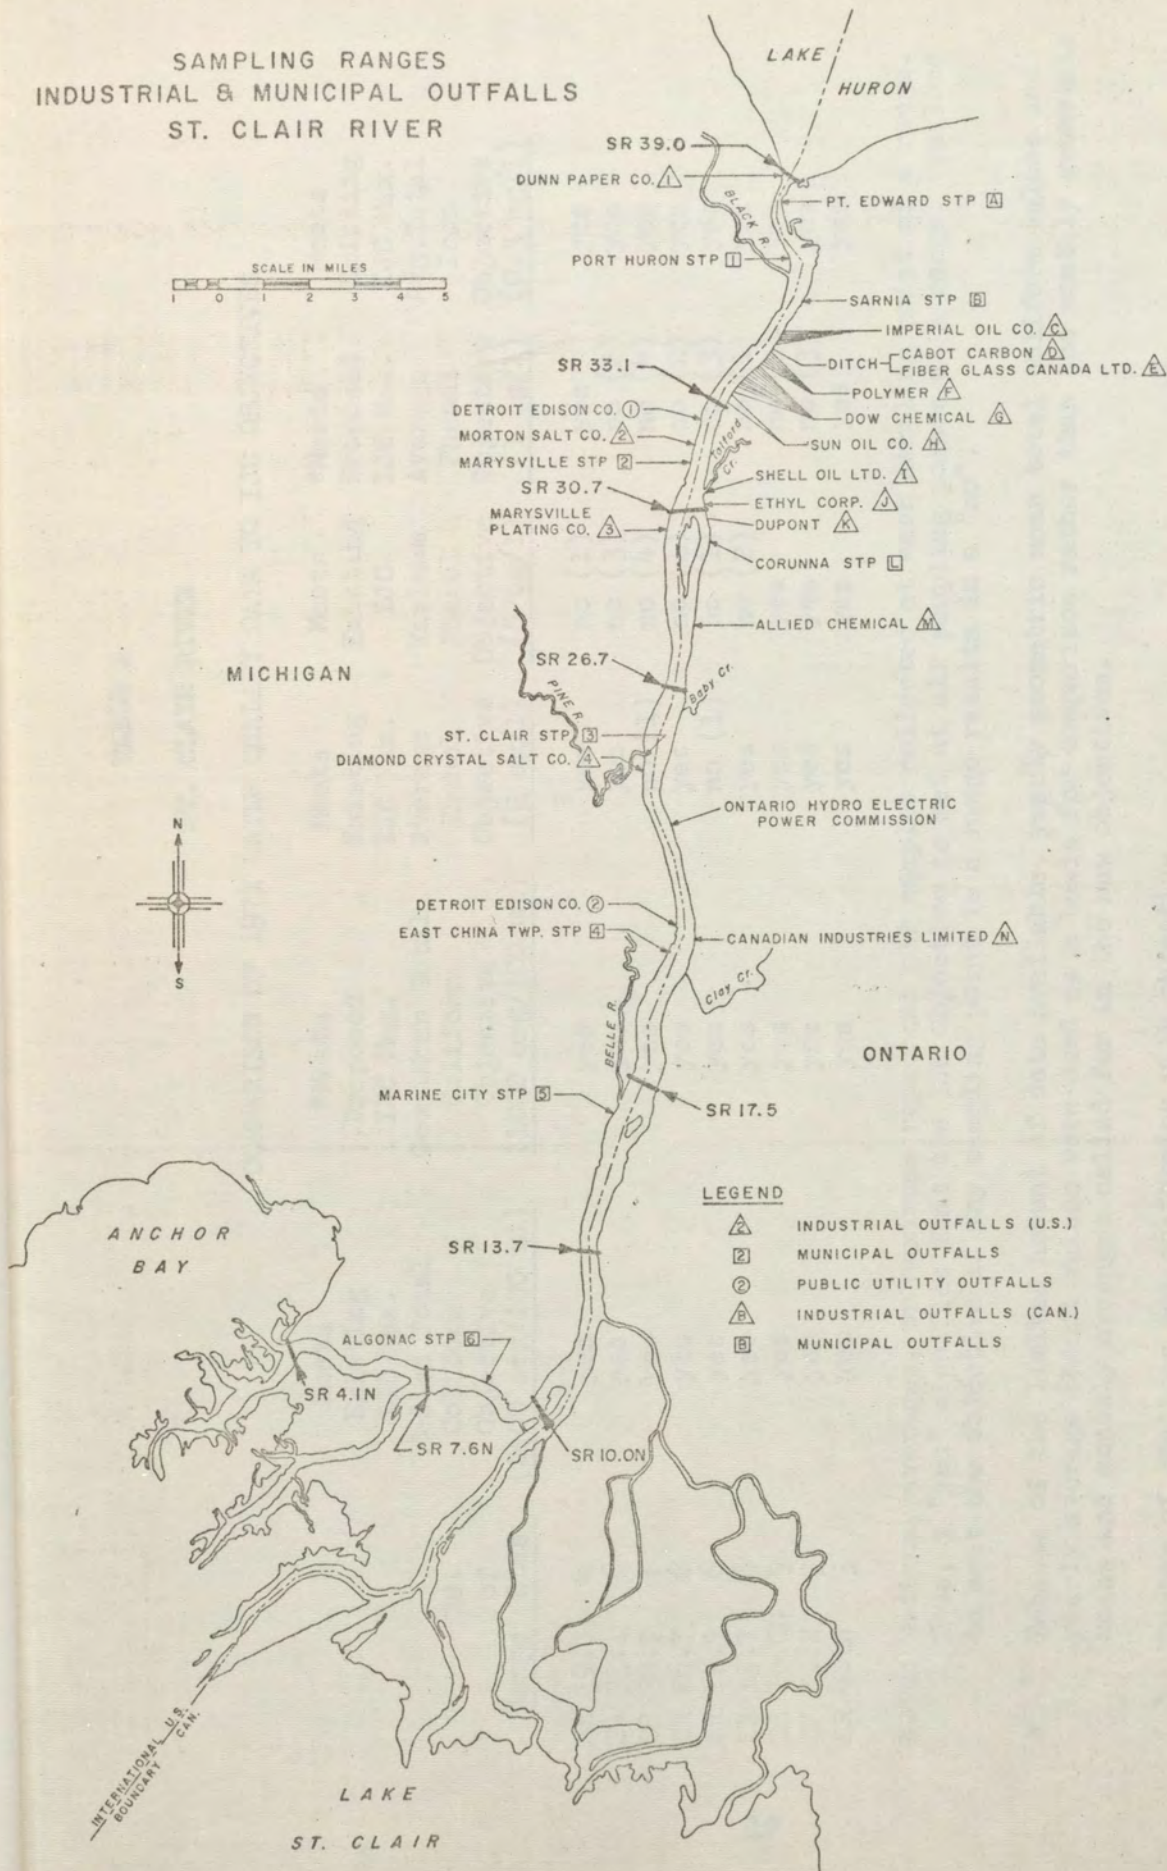 SAMPLING RANGES
INDUSTRIAL & MUNICIPAL OUTFALLS
ST. CLAIR RIVER
LAKE
HURON
SR 39.0
DUNN PAPER CO. 1
PT. EDWARD STP A
BLACK R.
PORT HURON STP 1
SCALE IN MILES
1 0 1 2 3 4 5
SARNIA STP B
IMPERIAL OIL CO. C
DITCH
CABOT CARBON D
FIBER GLASS CANADA LTD. E
SR 33.1
POLYMER F
DETROIT EDISON CO. 1
DOW CHEMICAL G
MORTON SALT CO. 2
SUN OIL CO. H
Talford
Cr.
MARYSVILLE STP 2
SHELL OIL LTD. I
SR 30.7
ETHYL CORP. J
MARYSVILLE
PLATING CO. 3
DUPONT K
CORUNNA STP L
ALLIED CHEMICAL M
MICHIGAN
SR 26.7
Baby Cr.
PINE R.
ST. CLAIR STP 3
DIAMOND CRYSTAL SALT CO. 4
ONTARIO HYDRO ELECTRIC
POWER COMMISSION
N
S
DETROIT EDISON CO. 2
EAST CHINA TWP. STP 4
CANADIAN INDUSTRIES LIMITED N
Clay Cr.
BELLE R.
ONTARIO
MARINE CITY STP 5
SR 17.5
LEGEND
2 INDUSTRIAL OUTFALLS (U.S.)
2 MUNICIPAL OUTFALLS
2 PUBLIC UTILITY OUTFALLS
B INDUSTRIAL OUTFALLS (CAN.)
B MUNICIPAL OUTFALLS
ANCHOR
BAY
SR 13.7
ALGONAC STP 6
SR 4.1N
SR 7.6N
SR 10.0N
INTERNATIONAL
BOUNDARY
U.S.
CAN.
LAKE
ST. CLAIR